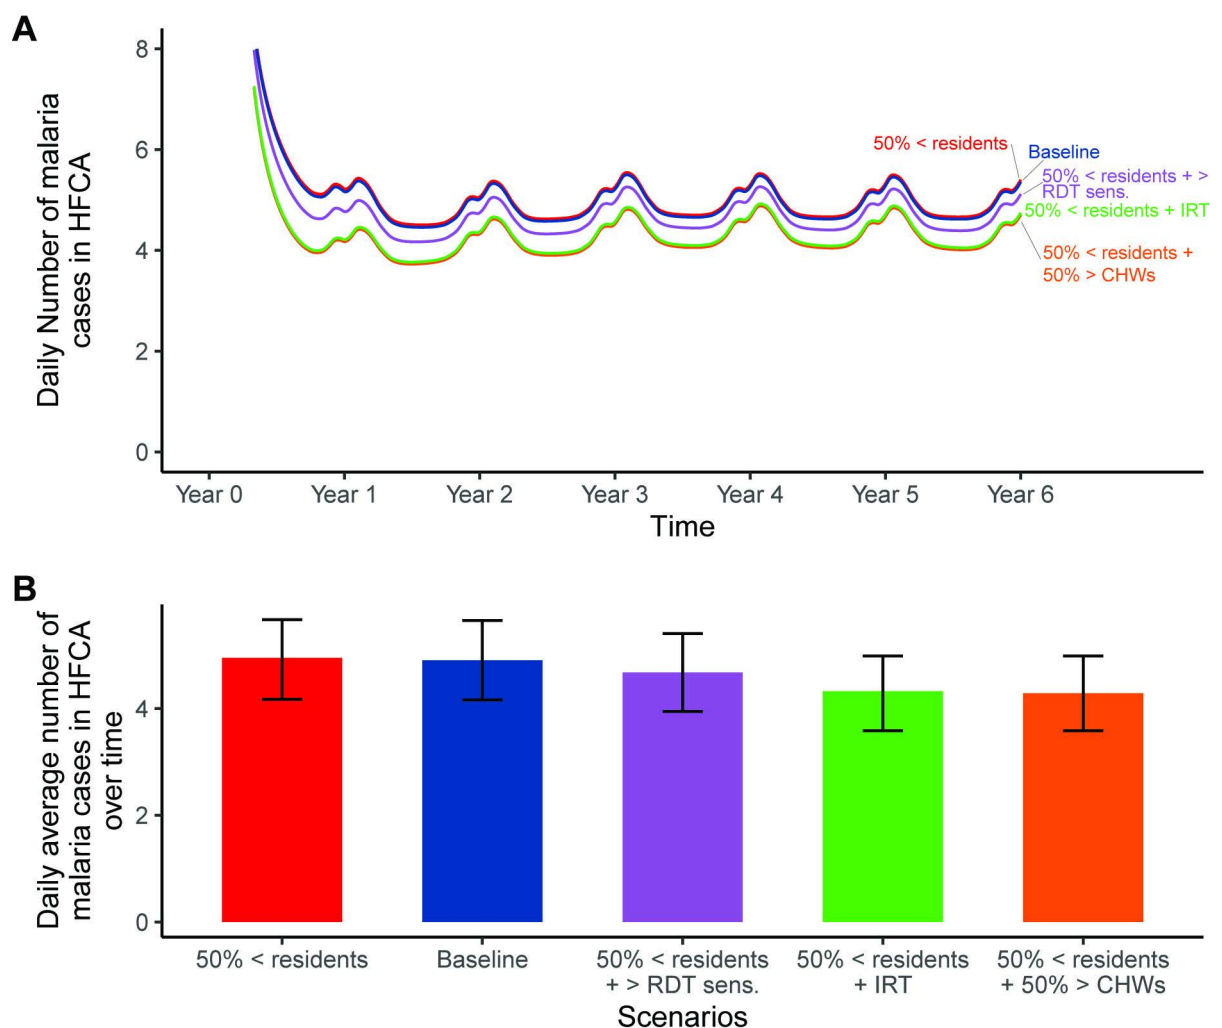 A
Daily Number of malaria
cases in HFCA
8
6
4
2
0
50% < residents
Baseline
50% < residents + >
RDT sens.
50% < residents + IRT
50% < residents +
50% > CHWs
Year 0
Year 1
Year 2
Year 3
Year 4
Year 5
Year 6
Time
B
Daily average number of
malaria cases in HFCA
over time
4
2
0
50% < residents
Baseline
50% < residents
+ > RDT sens.
50% < residents
+ IRT
50% < residents
+ 50% > CHWs
Scenarios